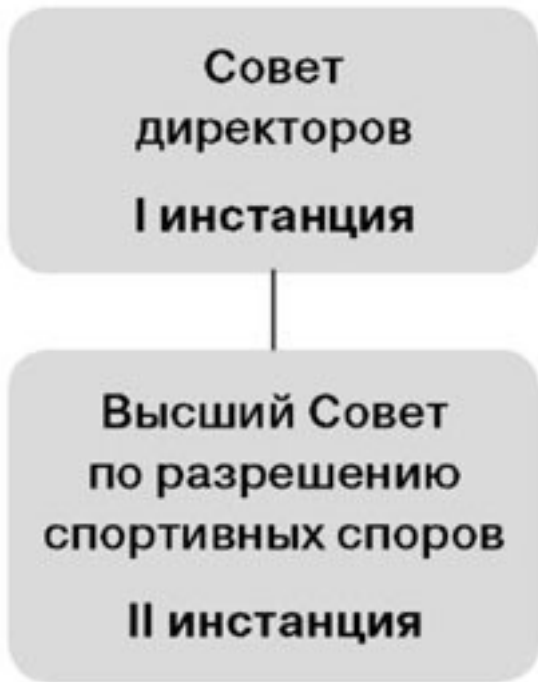 Совет
директоров
I инстанция
Высший Совет
по разрешению
спортивных споров
II инстанция